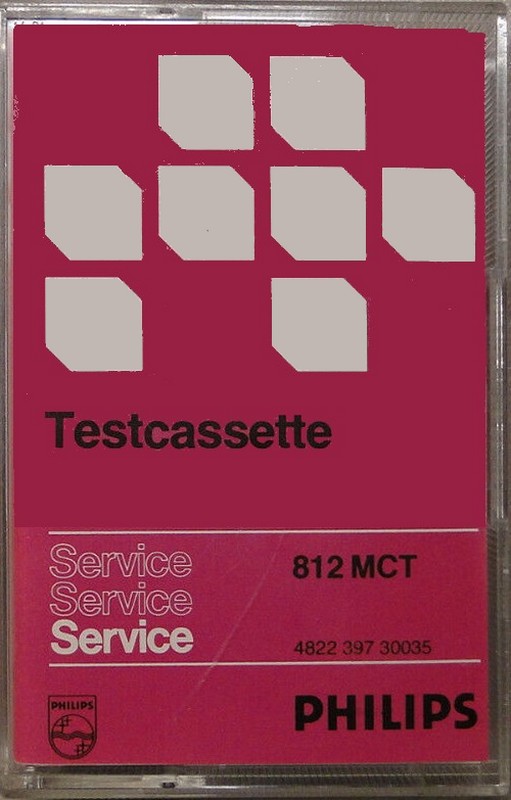 Testcassette
Service
Service
Service
812 MCT
4822 397 30035
PHILIPS
PHILIPS